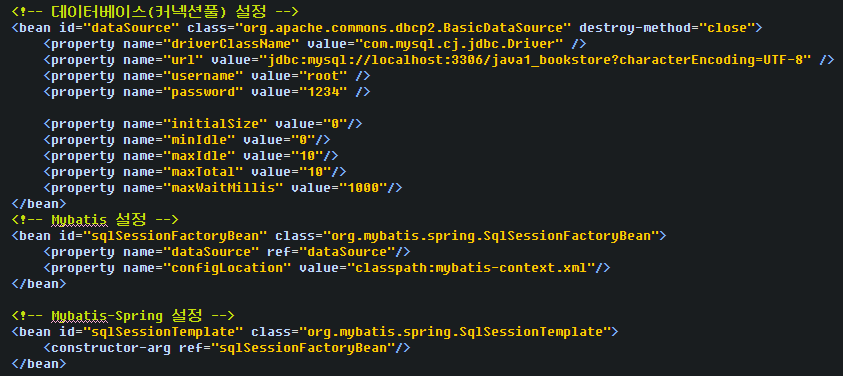 <!-- 데이터베이스(커넥션풀) 설정 -->
<bean id="dataSource" class="org.apache.commons.dbcp2.BasicDataSource" destroy-method="close">
    <property name="driverClassName" value="com.mysql.cj.jdbc.Driver" />
    <property name="url" value="jdbc:mysql://localhost:3306/java1_bookstore?characterEncoding=UTF-8" />
    <property name="username" value="root" />
    <property name="password" value="1234" />

    <property name="initialSize" value="0"/>
    <property name="minIdle" value="0"/>
    <property name="maxIdle" value="10"/>
    <property name="maxTotal" value="10"/>
    <property name="maxWaitMillis" value="1000"/>
</bean>
<!-- Mybatis 설정 -->
<bean id="sqlSessionFactoryBean" class="org.mybatis.spring.SqlSessionFactoryBean">
    <property name="dataSource" ref="dataSource"/>
    <property name="configLocation" value="classpath:mybatis-context.xml"/>
</bean>

<!-- Mybatis-Spring 설정 -->
<bean id="sqlSessionTemplate" class="org.mybatis.spring.SqlSessionTemplate">
    <constructor-arg ref="sqlSessionFactoryBean"/>
</bean>